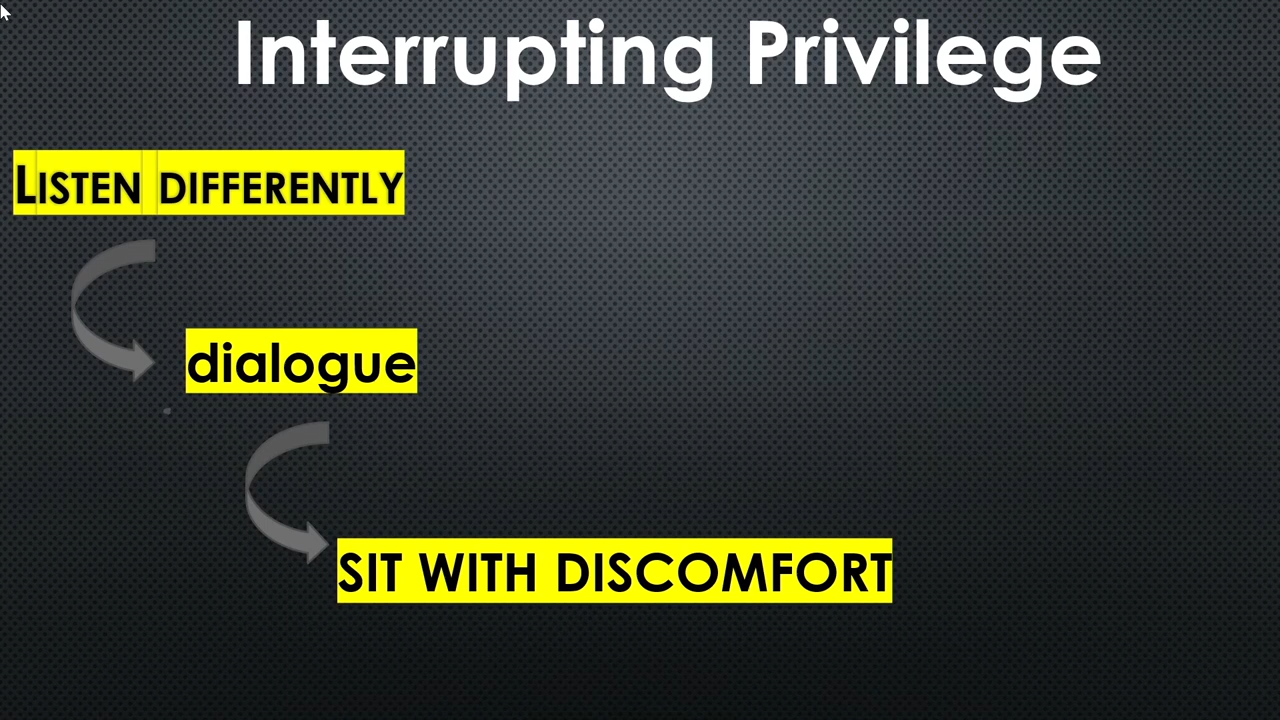 Interrupting Privilege
LISTEN DIFFERENTLY
dialogue
SIT WITH DISCOMFORT